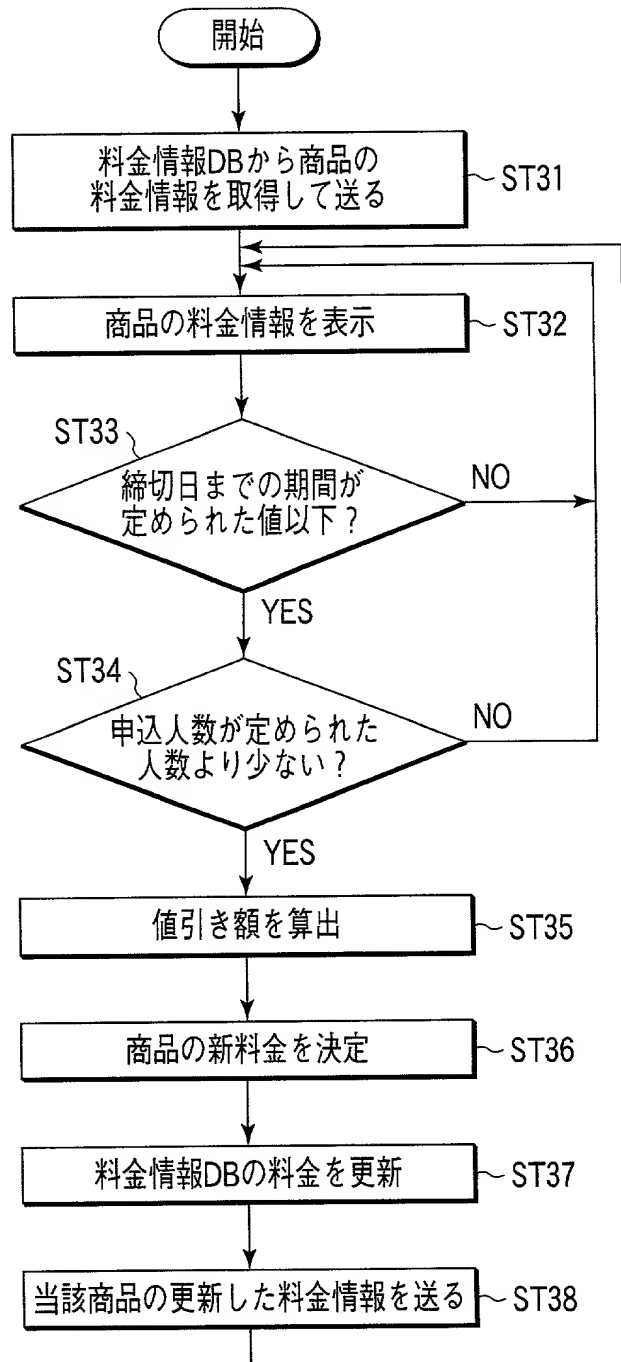 開始
料金情報DBから商品の
料金情報を取得して送る
ST31
商品の料金情報を表示
ST32
ST33
締切日までの期間が
定められた値以下?
NO
YES
ST34
申込人数が定められた
人数より少ない?
NO
YES
値引き額を算出
ST35
商品の新料金を決定
ST36
料金情報DBの料金を更新
ST37
当該商品の更新した料金情報を送る
ST38